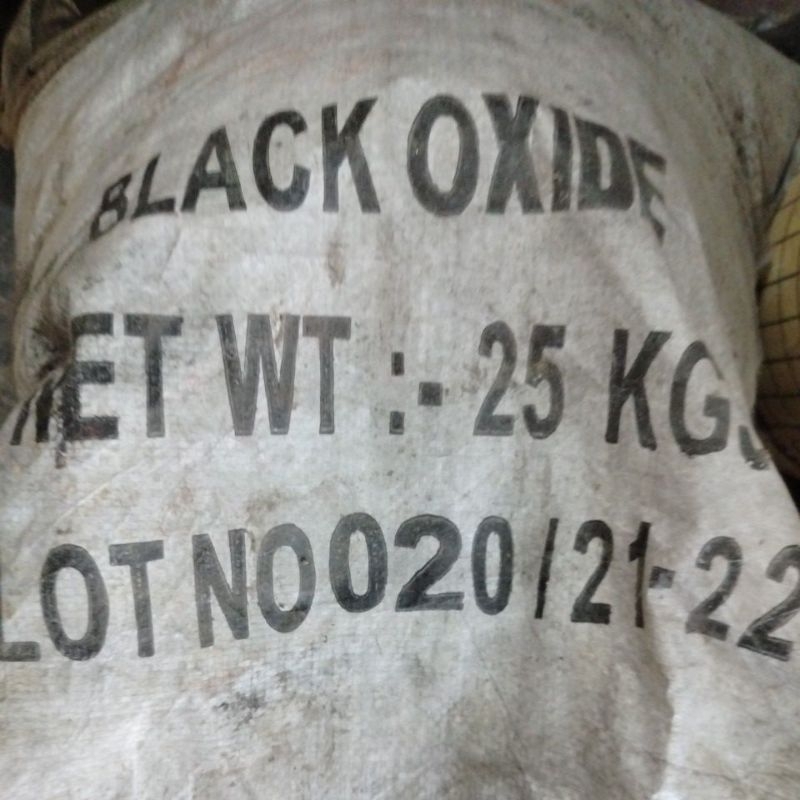 BLACK OXIDE
NET WT :- 25 KGS
LOT NO 020/21-22